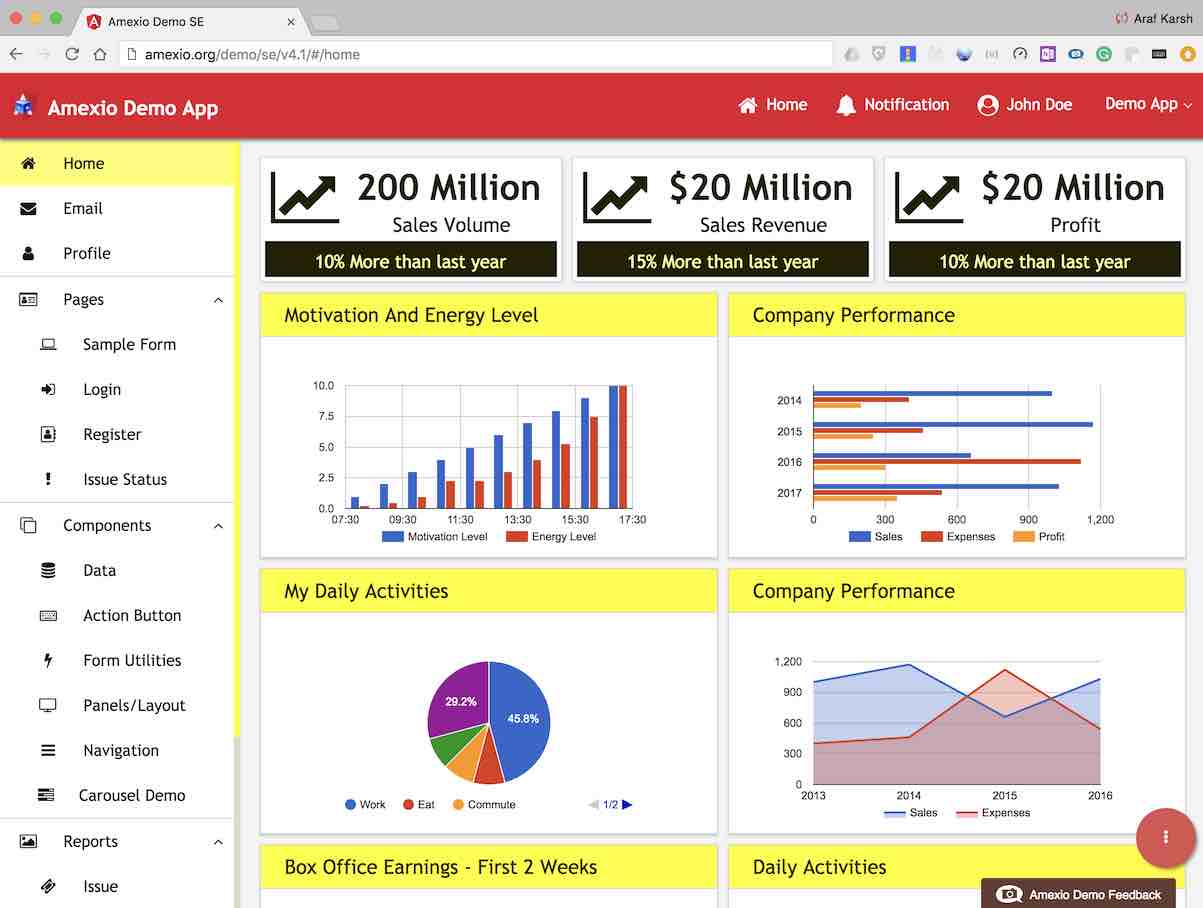 Amexio Demo SE
Araf Karsh
amexio.org/demo/se/v4.1/#/home
Amexio Demo App
Home
Notification
John Doe
Demo App
Home
Email
Profile
Pages
Sample Form
Login
Register
Issue Status
Components
Data
Action Button
Form Utilities
Panels/Layout
Navigation
Carousel Demo
Reports
Issue
200 Million
Sales Volume
10% More than last year
$20 Million
Sales Revenue
15% More than last year
$20 Million
Profit
10% More than last year
Motivation And Energy Level
10.0
7.5
5.0
2.5
0.0
07:30 09:30 11:30 13:30 15:30 17:30
Motivation Level Energy Level
Company Performance
2014
2015
2016
2017
0 300 600 900 1,200
Sales Expenses Profit
My Daily Activities
29.2%
45.8%
Work Eat Commute 1/2
Company Performance
1,200
900
600
300
0
2013 2014 2015 2016
Sales Expenses
Box Office Earnings - First 2 Weeks
Daily Activities
Amexio Demo Feedback